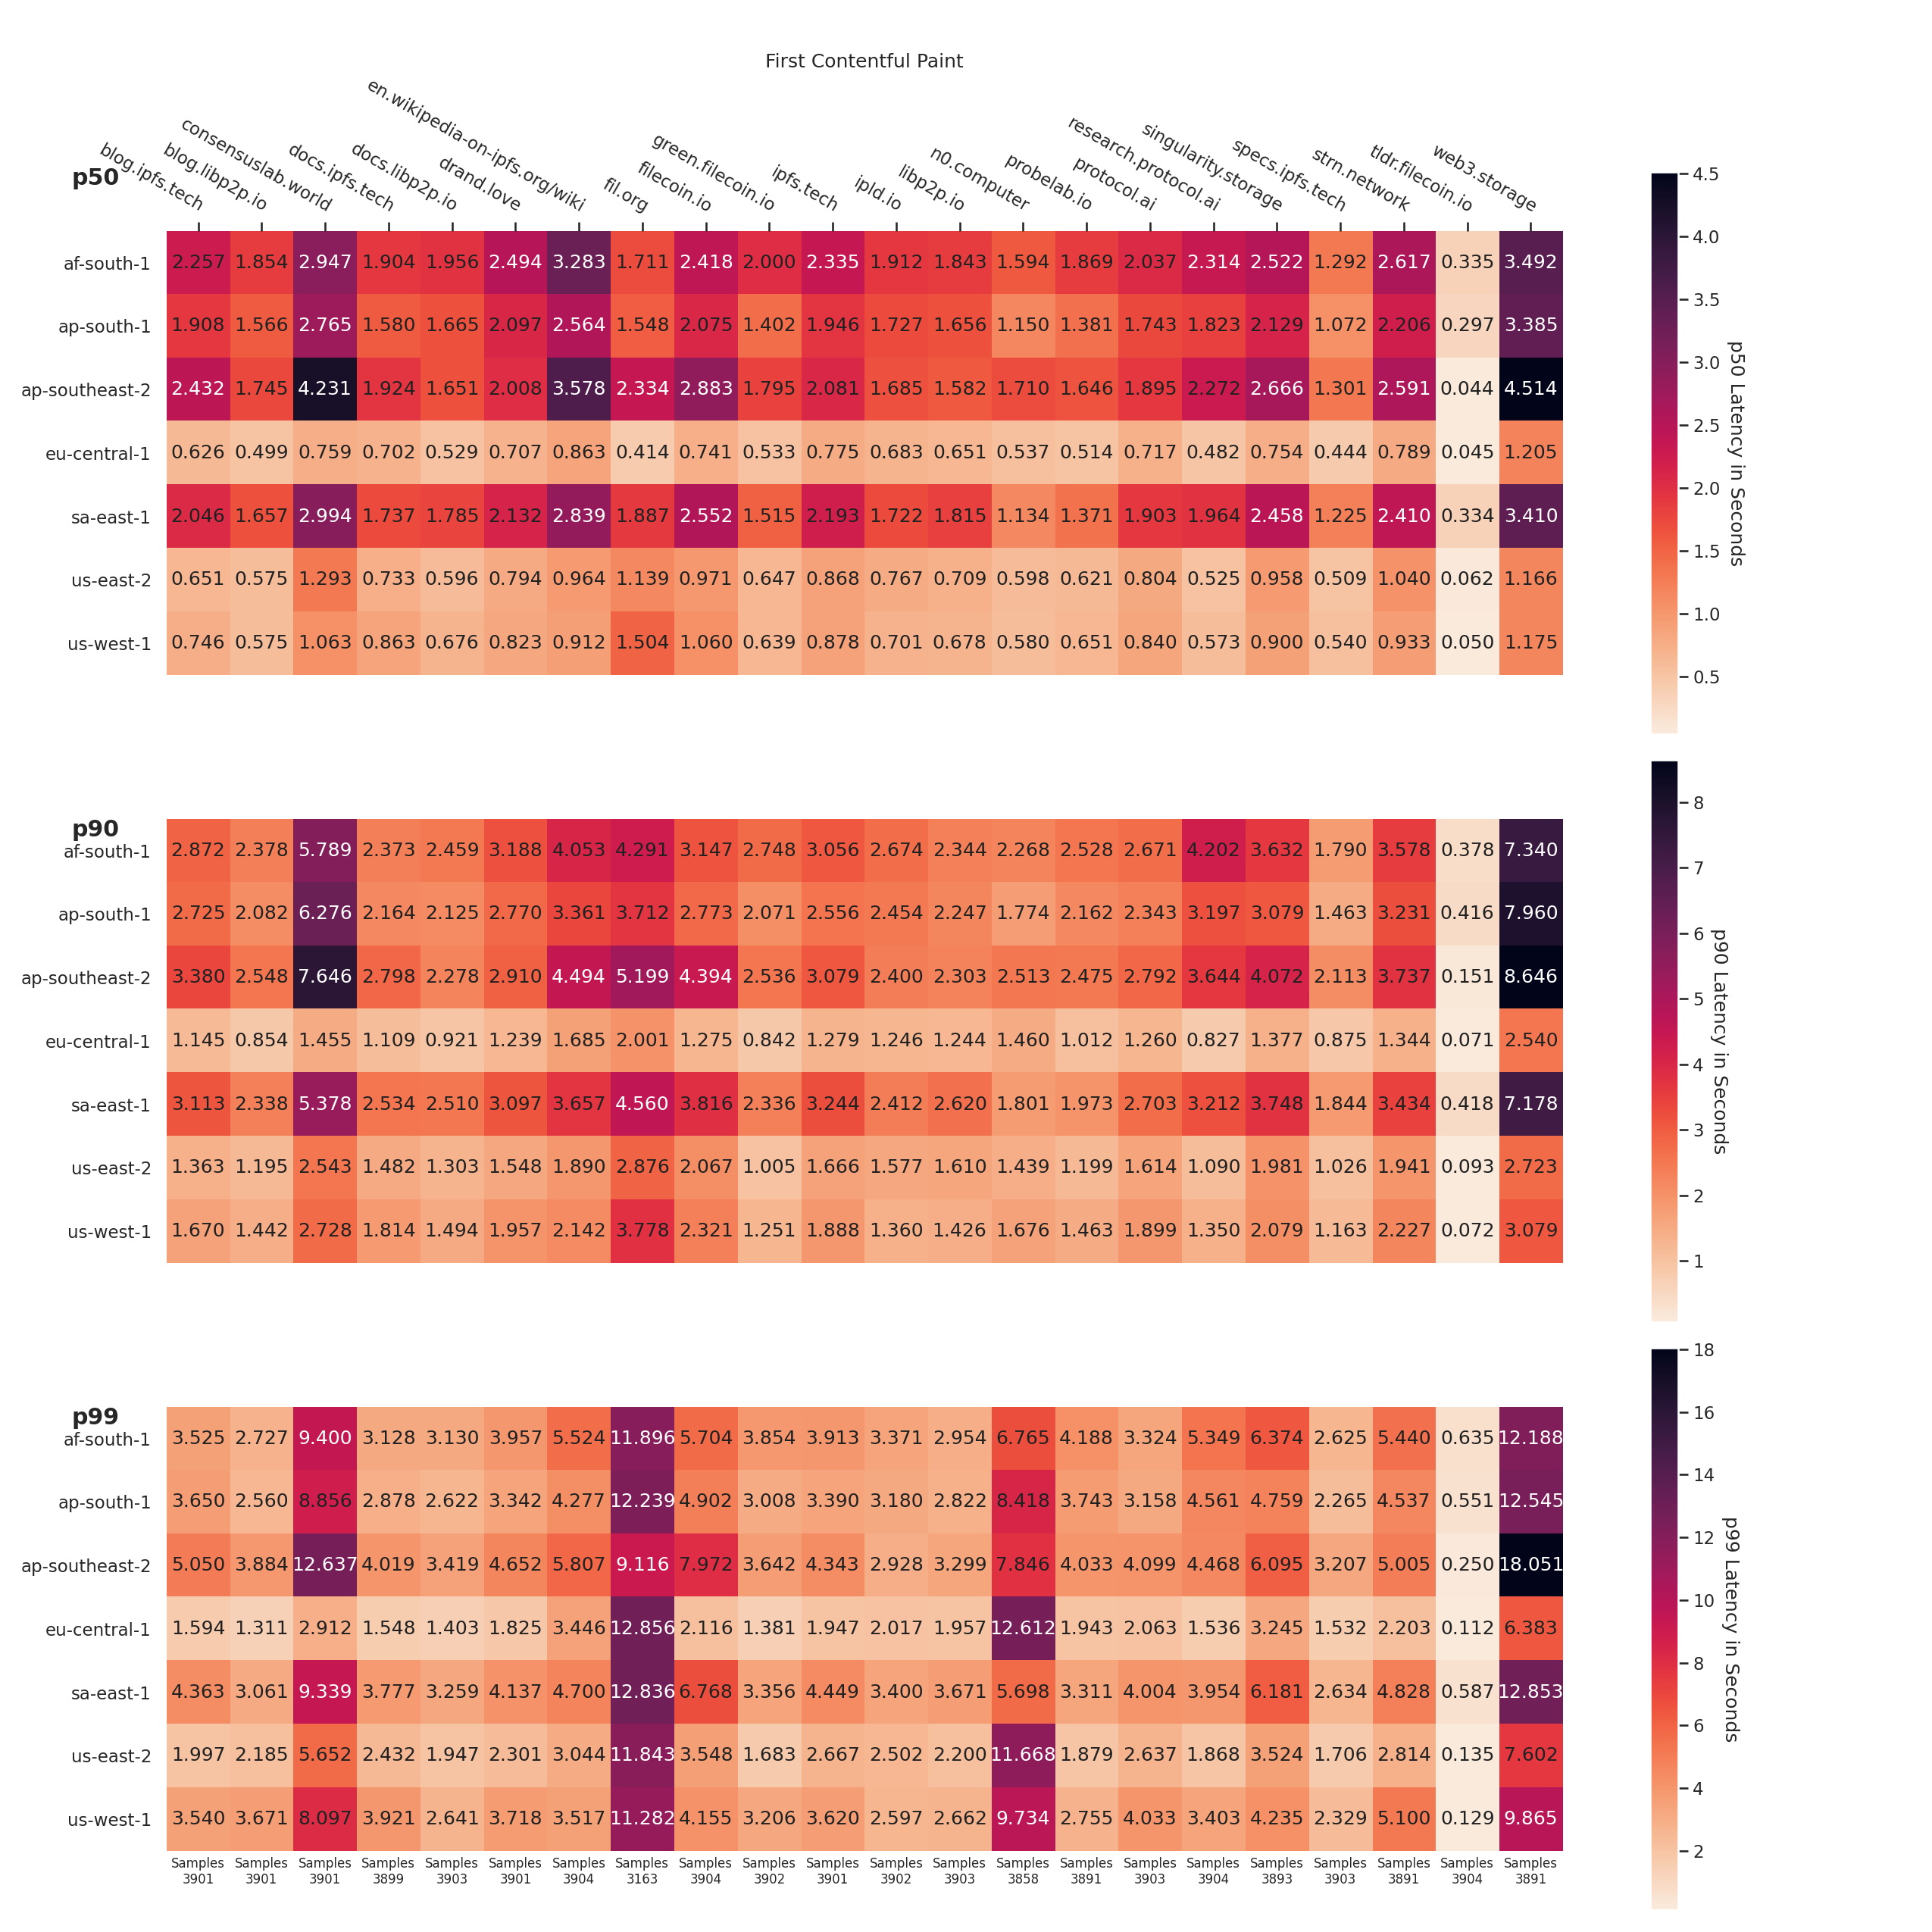 First Contentful Paint
p50
blog.ipfs.tech
blog.libp2p.io
consensuslab.world
docs.ipfs.tech
docs.libp2p.io
drand.love
en.wikipedia-on-ipfs.org/wiki
fil.org
filecoin.io
green.filecoin.io
ipfs.tech
ipld.io
libp2p.io
n0.computer
probelab.io
protocol.ai
research.protocol.ai
singularity.storage
specs.ipfs.tech
strn.network
tldr.filecoin.io
web3.storage
af-south-1 2.257 1.854 2.947 1.904 1.956 2.494 3.283 1.711 2.418 2.000 2.335 1.912 1.843 1.594 1.869 2.037 2.314 2.522 1.292 2.617 0.335 3.492
ap-south-1 1.908 1.566 2.765 1.580 1.665 2.097 2.564 1.548 2.075 1.402 1.946 1.727 1.656 1.150 1.381 1.743 1.823 2.129 1.072 2.206 0.297 3.385
ap-southeast-2 2.432 1.745 4.231 1.924 1.651 2.008 3.578 2.334 2.883 1.795 2.081 1.685 1.582 1.710 1.646 1.895 2.272 2.666 1.301 2.591 0.044 4.514
eu-central-1 0.626 0.499 0.759 0.702 0.529 0.707 0.863 0.414 0.741 0.533 0.775 0.683 0.651 0.537 0.514 0.717 0.482 0.754 0.444 0.789 0.045 1.205
sa-east-1 2.046 1.657 2.994 1.737 1.785 2.132 2.839 1.887 2.552 1.515 2.193 1.722 1.815 1.134 1.371 1.903 1.964 2.458 1.225 2.410 0.334 3.410
us-east-2 0.651 0.575 1.293 0.733 0.596 0.794 0.964 1.139 0.971 0.647 0.868 0.767 0.709 0.598 0.621 0.804 0.525 0.958 0.509 1.040 0.062 1.166
us-west-1 0.746 0.575 1.063 0.863 0.676 0.823 0.912 1.504 1.060 0.639 0.878 0.701 0.678 0.580 0.651 0.840 0.573 0.900 0.540 0.933 0.050 1.175
4.5
4.0
3.5
3.0
2.5
2.0
1.5
1.0
0.5
p50 Latency in Seconds
p90
af-south-1 2.872 2.378 5.789 2.373 2.459 3.188 4.053 4.291 3.147 2.748 3.056 2.674 2.344 2.268 2.528 2.671 4.202 3.632 1.790 3.578 0.378 7.340
ap-south-1 2.725 2.082 6.276 2.164 2.125 2.770 3.361 3.712 2.773 2.071 2.556 2.454 2.247 1.774 2.162 2.343 3.197 3.079 1.463 3.231 0.416 7.960
ap-southeast-2 3.380 2.548 7.646 2.798 2.278 2.910 4.494 5.199 4.394 2.536 3.079 2.400 2.303 2.513 2.475 2.792 3.644 4.072 2.113 3.737 0.151 8.646
eu-central-1 1.145 0.854 1.455 1.109 0.921 1.239 1.685 2.001 1.275 0.842 1.279 1.246 1.244 1.460 1.012 1.260 0.827 1.377 0.875 1.344 0.071 2.540
sa-east-1 3.113 2.338 5.378 2.534 2.510 3.097 3.657 4.560 3.816 2.336 3.244 2.412 2.620 1.801 1.973 2.703 3.212 3.748 1.844 3.434 0.418 7.178
us-east-2 1.363 1.195 2.543 1.482 1.303 1.548 1.890 2.876 2.067 1.005 1.666 1.577 1.610 1.439 1.199 1.614 1.090 1.981 1.026 1.941 0.093 2.723
us-west-1 1.670 1.442 2.728 1.814 1.494 1.957 2.142 3.778 2.321 1.251 1.888 1.360 1.426 1.676 1.463 1.899 1.350 2.079 1.163 2.227 0.072 3.079
8
7
6
5
4
3
2
1
p90 Latency in Seconds
p99
af-south-1 3.525 2.727 9.400 3.128 3.130 3.957 5.524 11.896 5.704 3.854 3.913 3.371 2.954 6.765 4.188 3.324 5.349 6.374 2.625 5.440 0.635 12.188
ap-south-1 3.650 2.560 8.856 2.878 2.622 3.342 4.277 12.239 4.902 3.008 3.390 3.180 2.822 8.418 3.743 3.158 4.561 4.759 2.265 4.537 0.551 12.545
ap-southeast-2 5.050 3.884 12.637 4.019 3.419 4.652 5.807 9.116 7.972 3.642 4.343 2.928 3.299 7.846 4.033 4.099 4.468 6.095 3.207 5.005 0.250 18.051
eu-central-1 1.594 1.311 2.912 1.548 1.403 1.825 3.446 12.856 2.116 1.381 1.947 2.017 1.957 12.612 1.943 2.063 1.536 3.245 1.532 2.203 0.112 6.383
sa-east-1 4.363 3.061 9.339 3.777 3.259 4.137 4.700 12.836 6.768 3.356 4.449 3.400 3.671 5.698 3.311 4.004 3.954 6.181 2.634 4.828 0.587 12.853
us-east-2 1.997 2.185 5.652 2.432 1.947 2.301 3.044 11.843 3.548 1.683 2.667 2.502 2.200 11.668 1.879 2.637 1.868 3.524 1.706 2.814 0.135 7.602
us-west-1 3.540 3.671 8.097 3.921 2.641 3.718 3.517 11.282 4.155 3.206 3.620 2.597 2.662 9.734 2.755 4.033 3.403 4.235 2.329 5.100 0.129 9.865
Samples Samples Samples Samples Samples Samples Samples Samples Samples Samples Samples Samples Samples Samples Samples Samples Samples Samples Samples Samples Samples Samples
3901 3901 3901 3899 3903 3901 3904 3163 3904 3902 3901 3902 3903 3858 3891 3903 3904 3893 3903 3891 3904 3891
18
16
14
12
10
8
6
4
2
p99 Latency in Seconds